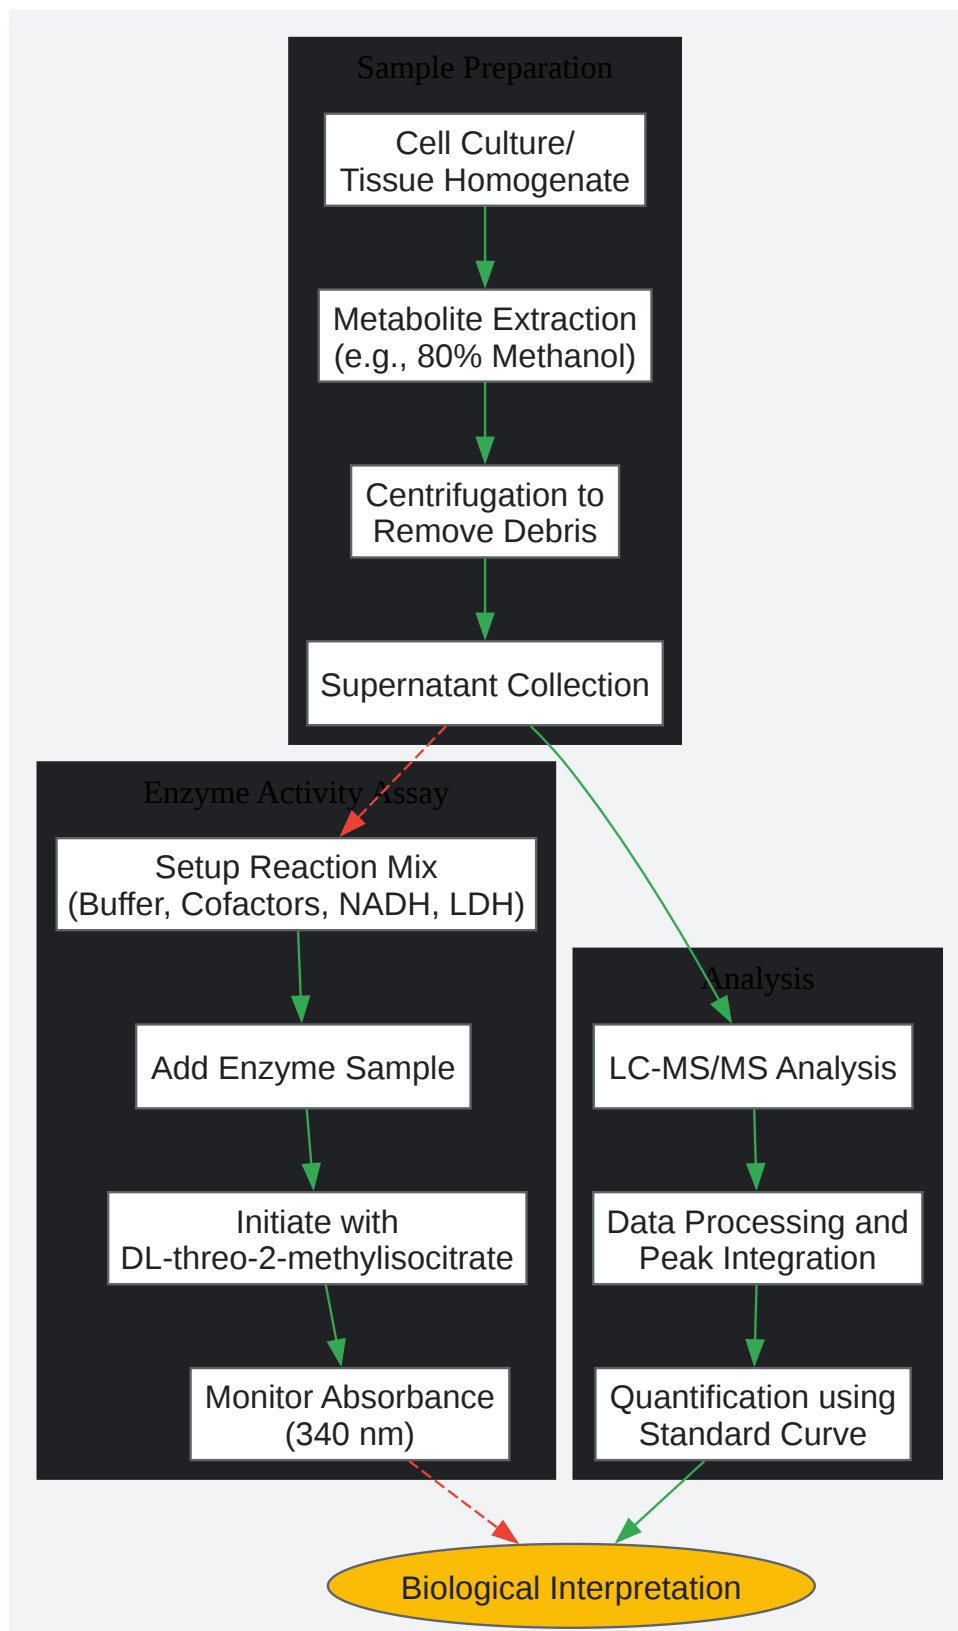 Sample Preparation
Cell Culture/
Tissue Homogenate
Metabolite Extraction
(e.g., 80% Methanol)
Centrifugation to
Remove Debris
Supernatant Collection
Enzyme Activity Assay
Setup Reaction Mix
(Buffer, Cofactors, NADH, LDH)
Add Enzyme Sample
Initiate with
DL-threo-2-methylisocitrate
Monitor Absorbance
(340 nm)
Analysis
LC-MS/MS Analysis
Data Processing and
Peak Integration
Quantification using
Standard Curve
Biological Interpretation